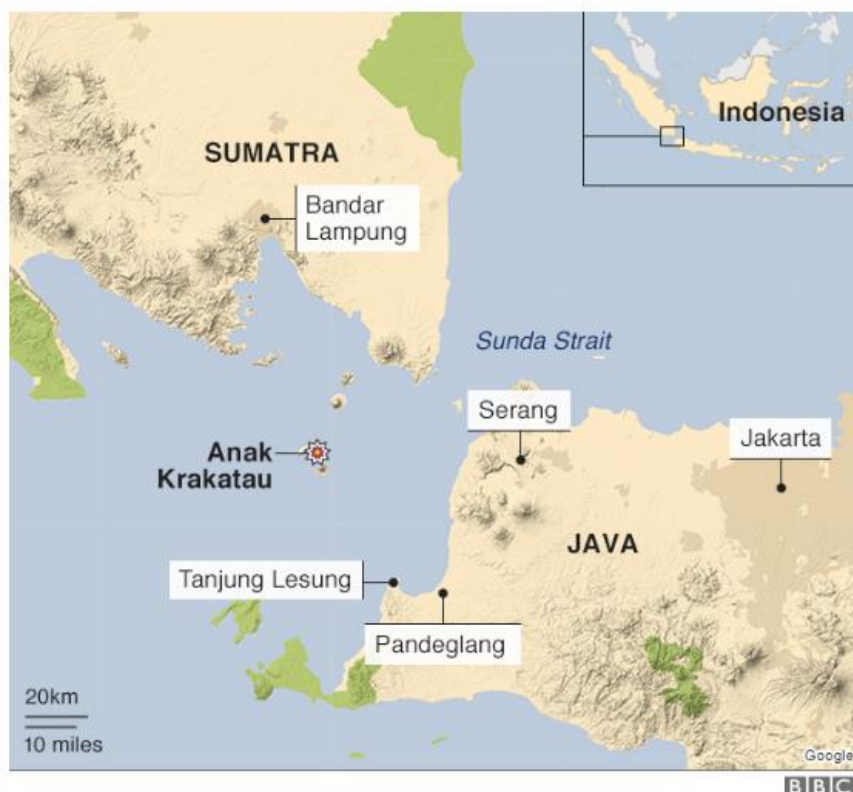 Indonesia
SUMATRA
Bandar
Lampung
Sunda Strait
Serang
Jakarta
Anak
Krakatau
JAVA
Tanjung Lesung
Pandeglang
20km
10 miles
Google
BBC